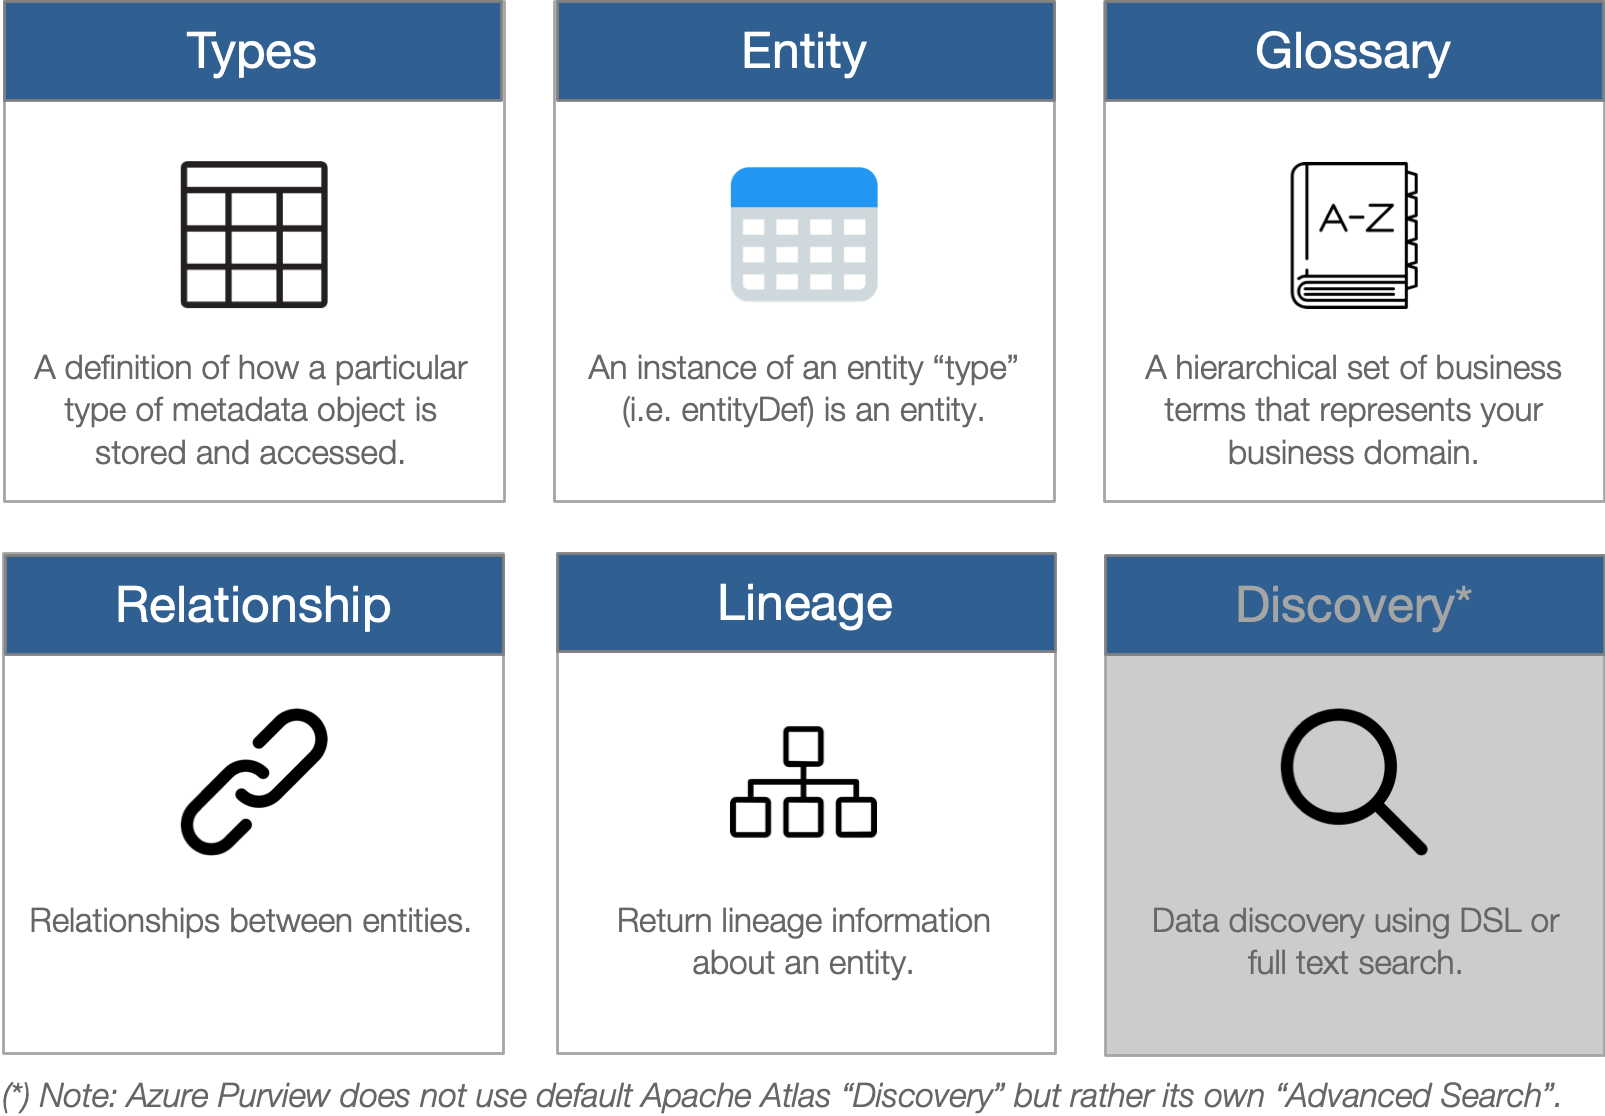 Types
A definition of how a particular
type of metadata object is
stored and accessed.
Entity
An instance of an entity “type”
(i.e. entityDef) is an entity.
Glossary
A-Z
A hierarchical set of business
terms that represents your
business domain.
Relationship
Relationships between entities.
Lineage
Return lineage information
about an entity.
Discovery*
Data discovery using DSL or
full text search.
(*) Note: Azure Purview does not use default Apache Atlas “Discovery” but rather its own “Advanced Search”.